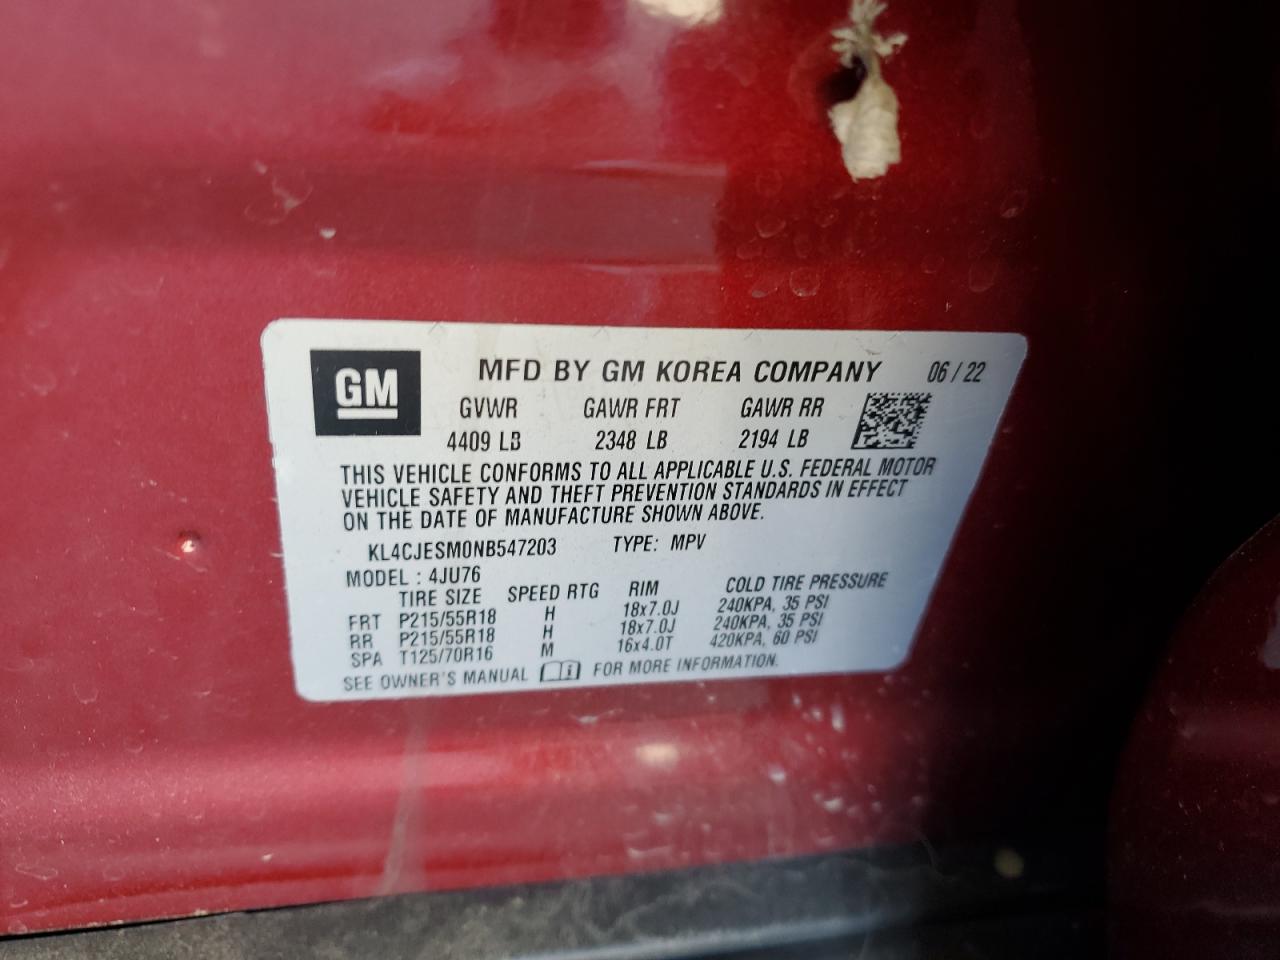 GM
MFD BY GM KOREA COMPANY 06/22
GVWR GAWR FRT GAWR RR
4409 LB 2348 LB 2194 LB
THIS VEHICLE CONFORMS TO ALL APPLICABLE U.S. FEDERAL MOTOR
VEHICLE SAFETY AND THEFT PREVENTION STANDARDS IN EFFECT
ON THE DATE OF MANUFACTURE SHOWN ABOVE.
KL4CJESM0NB547203 TYPE: MPV
MODEL : 4JU76
TIRE SIZE SPEED RTG RIM COLD TIRE PRESSURE
FRT P215/55R18 H 18x7.0J 240KPA, 35 PSI
RR P215/55R18 H 18x7.0J 240KPA, 35 PSI
SPA T125/70R16 M 16x4.0T 420KPA, 60 PSI
SEE OWNER'S MANUAL i FOR MORE INFORMATION.